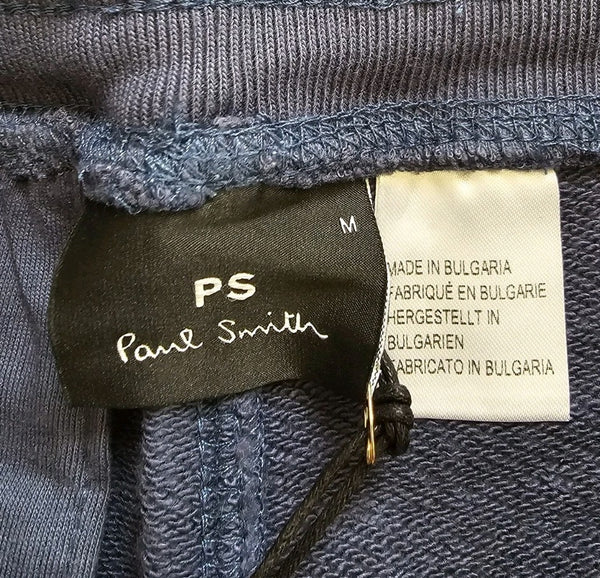 M
PS
Paul Smith
MADE IN BULGARIA
FABRIQUÉ EN BULGARIE
HERGESTELLT IN
BULGARIEN
FABRICATO IN BULGARIA